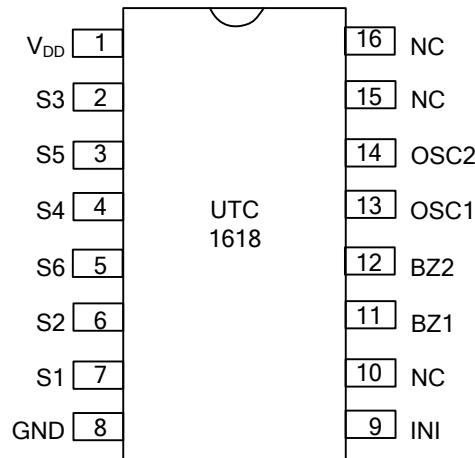 VDD 1 16 NC
S3 2 15 NC
S5 3 14 OSC2
S4 4 13 OSC1
UTC
1618
S6 5 12 BZ2
S2 6 11 BZ1
S1 7 10 NC
GND 8 9 INI